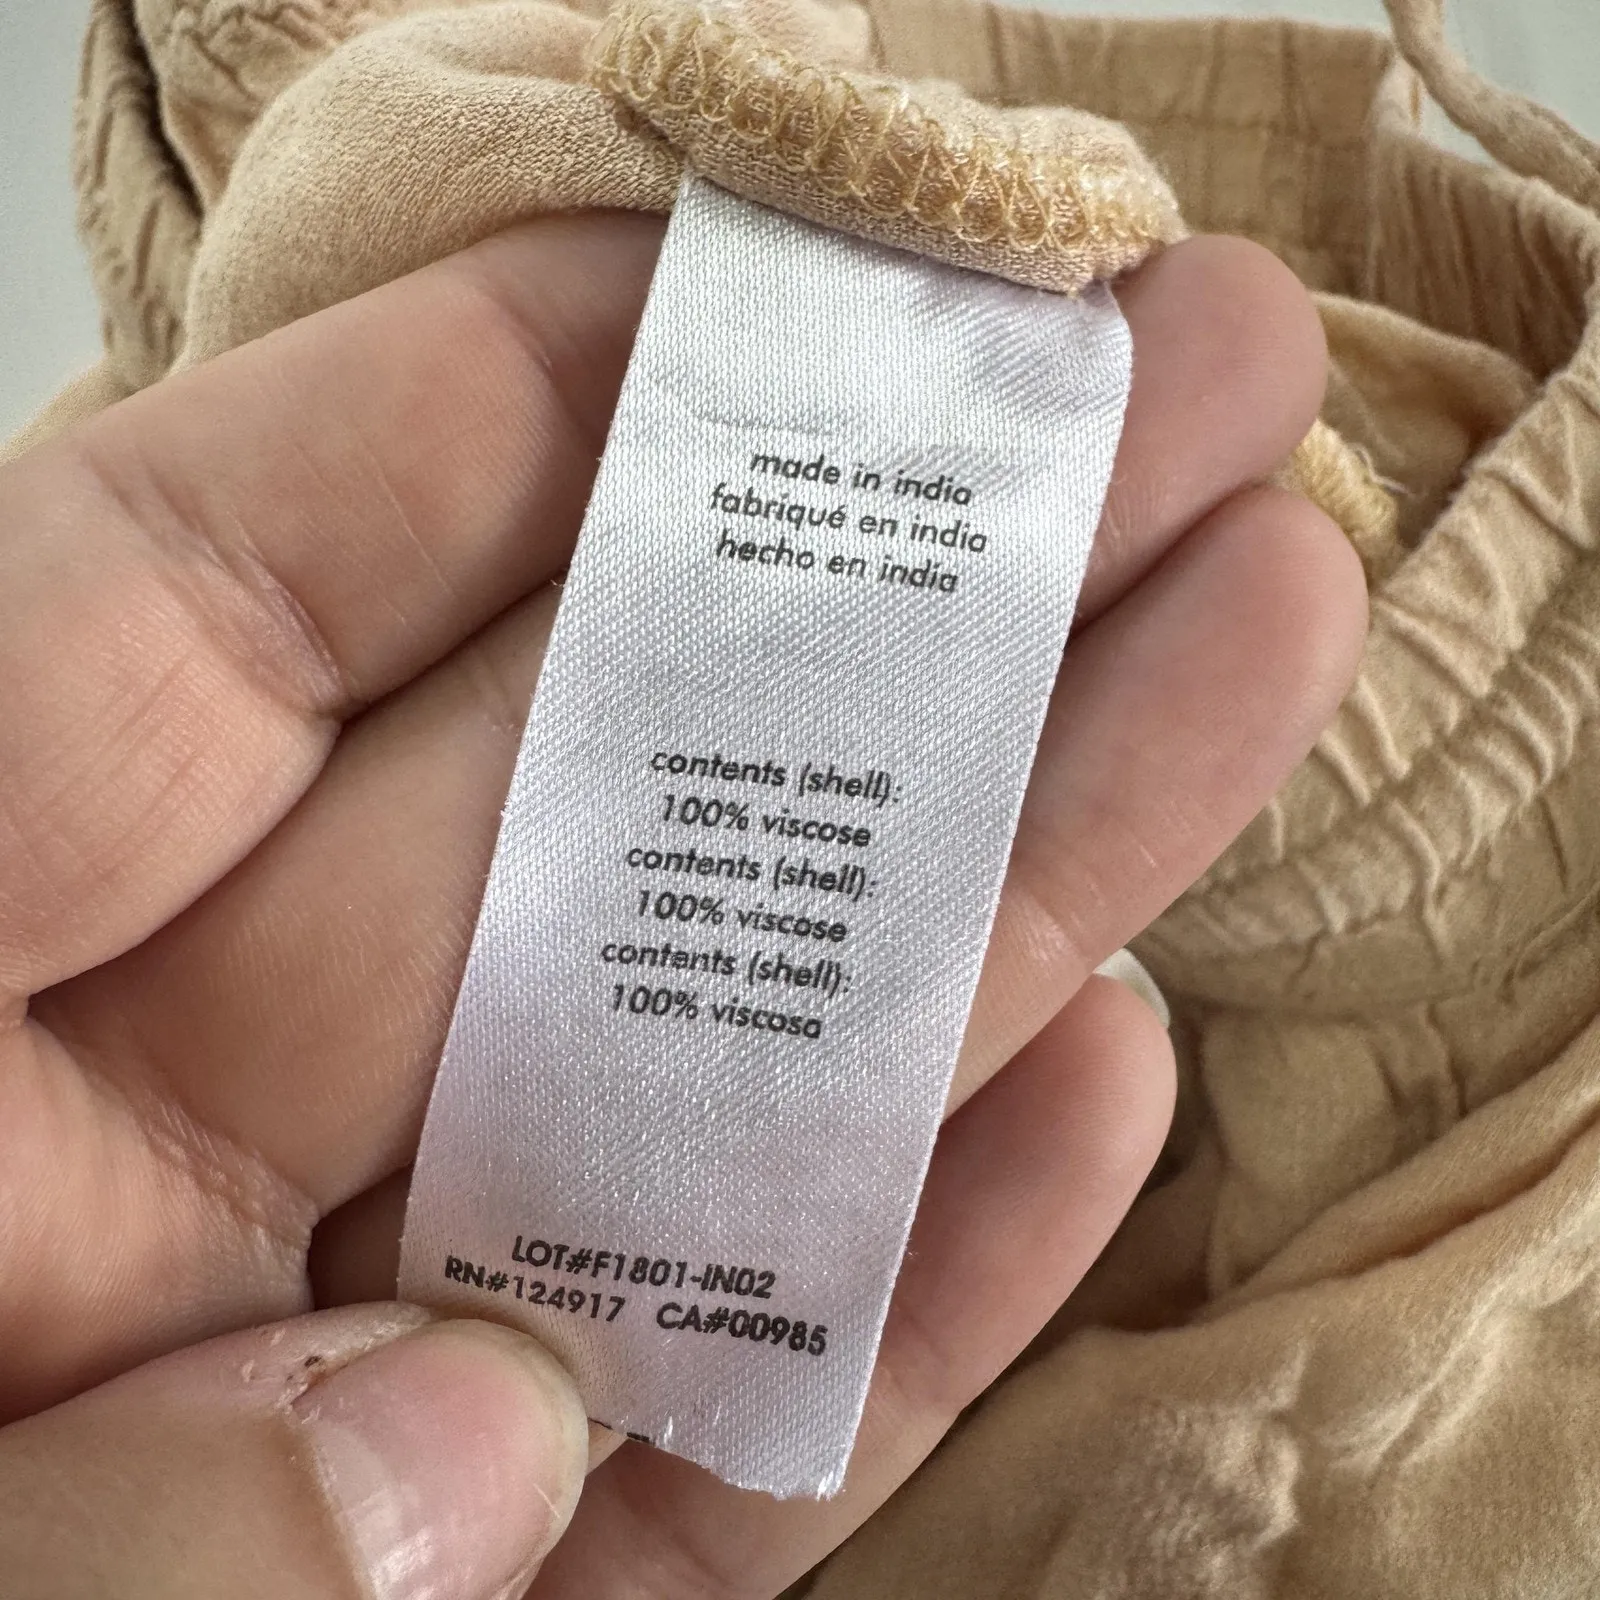 made in india
fabriqué en india
hecho en india
contents (shell):
100% viscose
contents (shell):
100% viscose
contents (shell):
100% viscosa
LOT#F1801-IN02
RN#124917 CA#00985